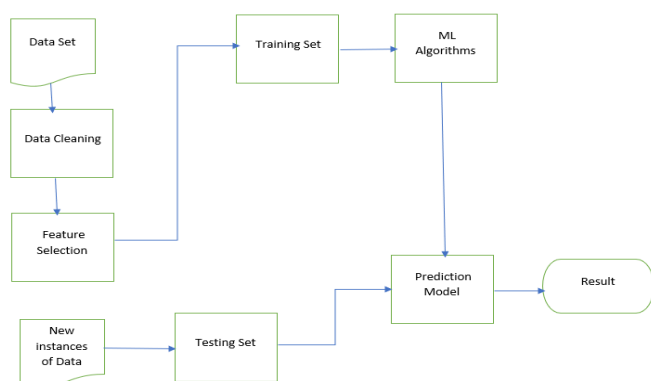 Data Set
Training Set
ML
Algorithms
Data Cleaning
Feature
Selection
Prediction
Model
Result
New
instances
of Data
Testing Set